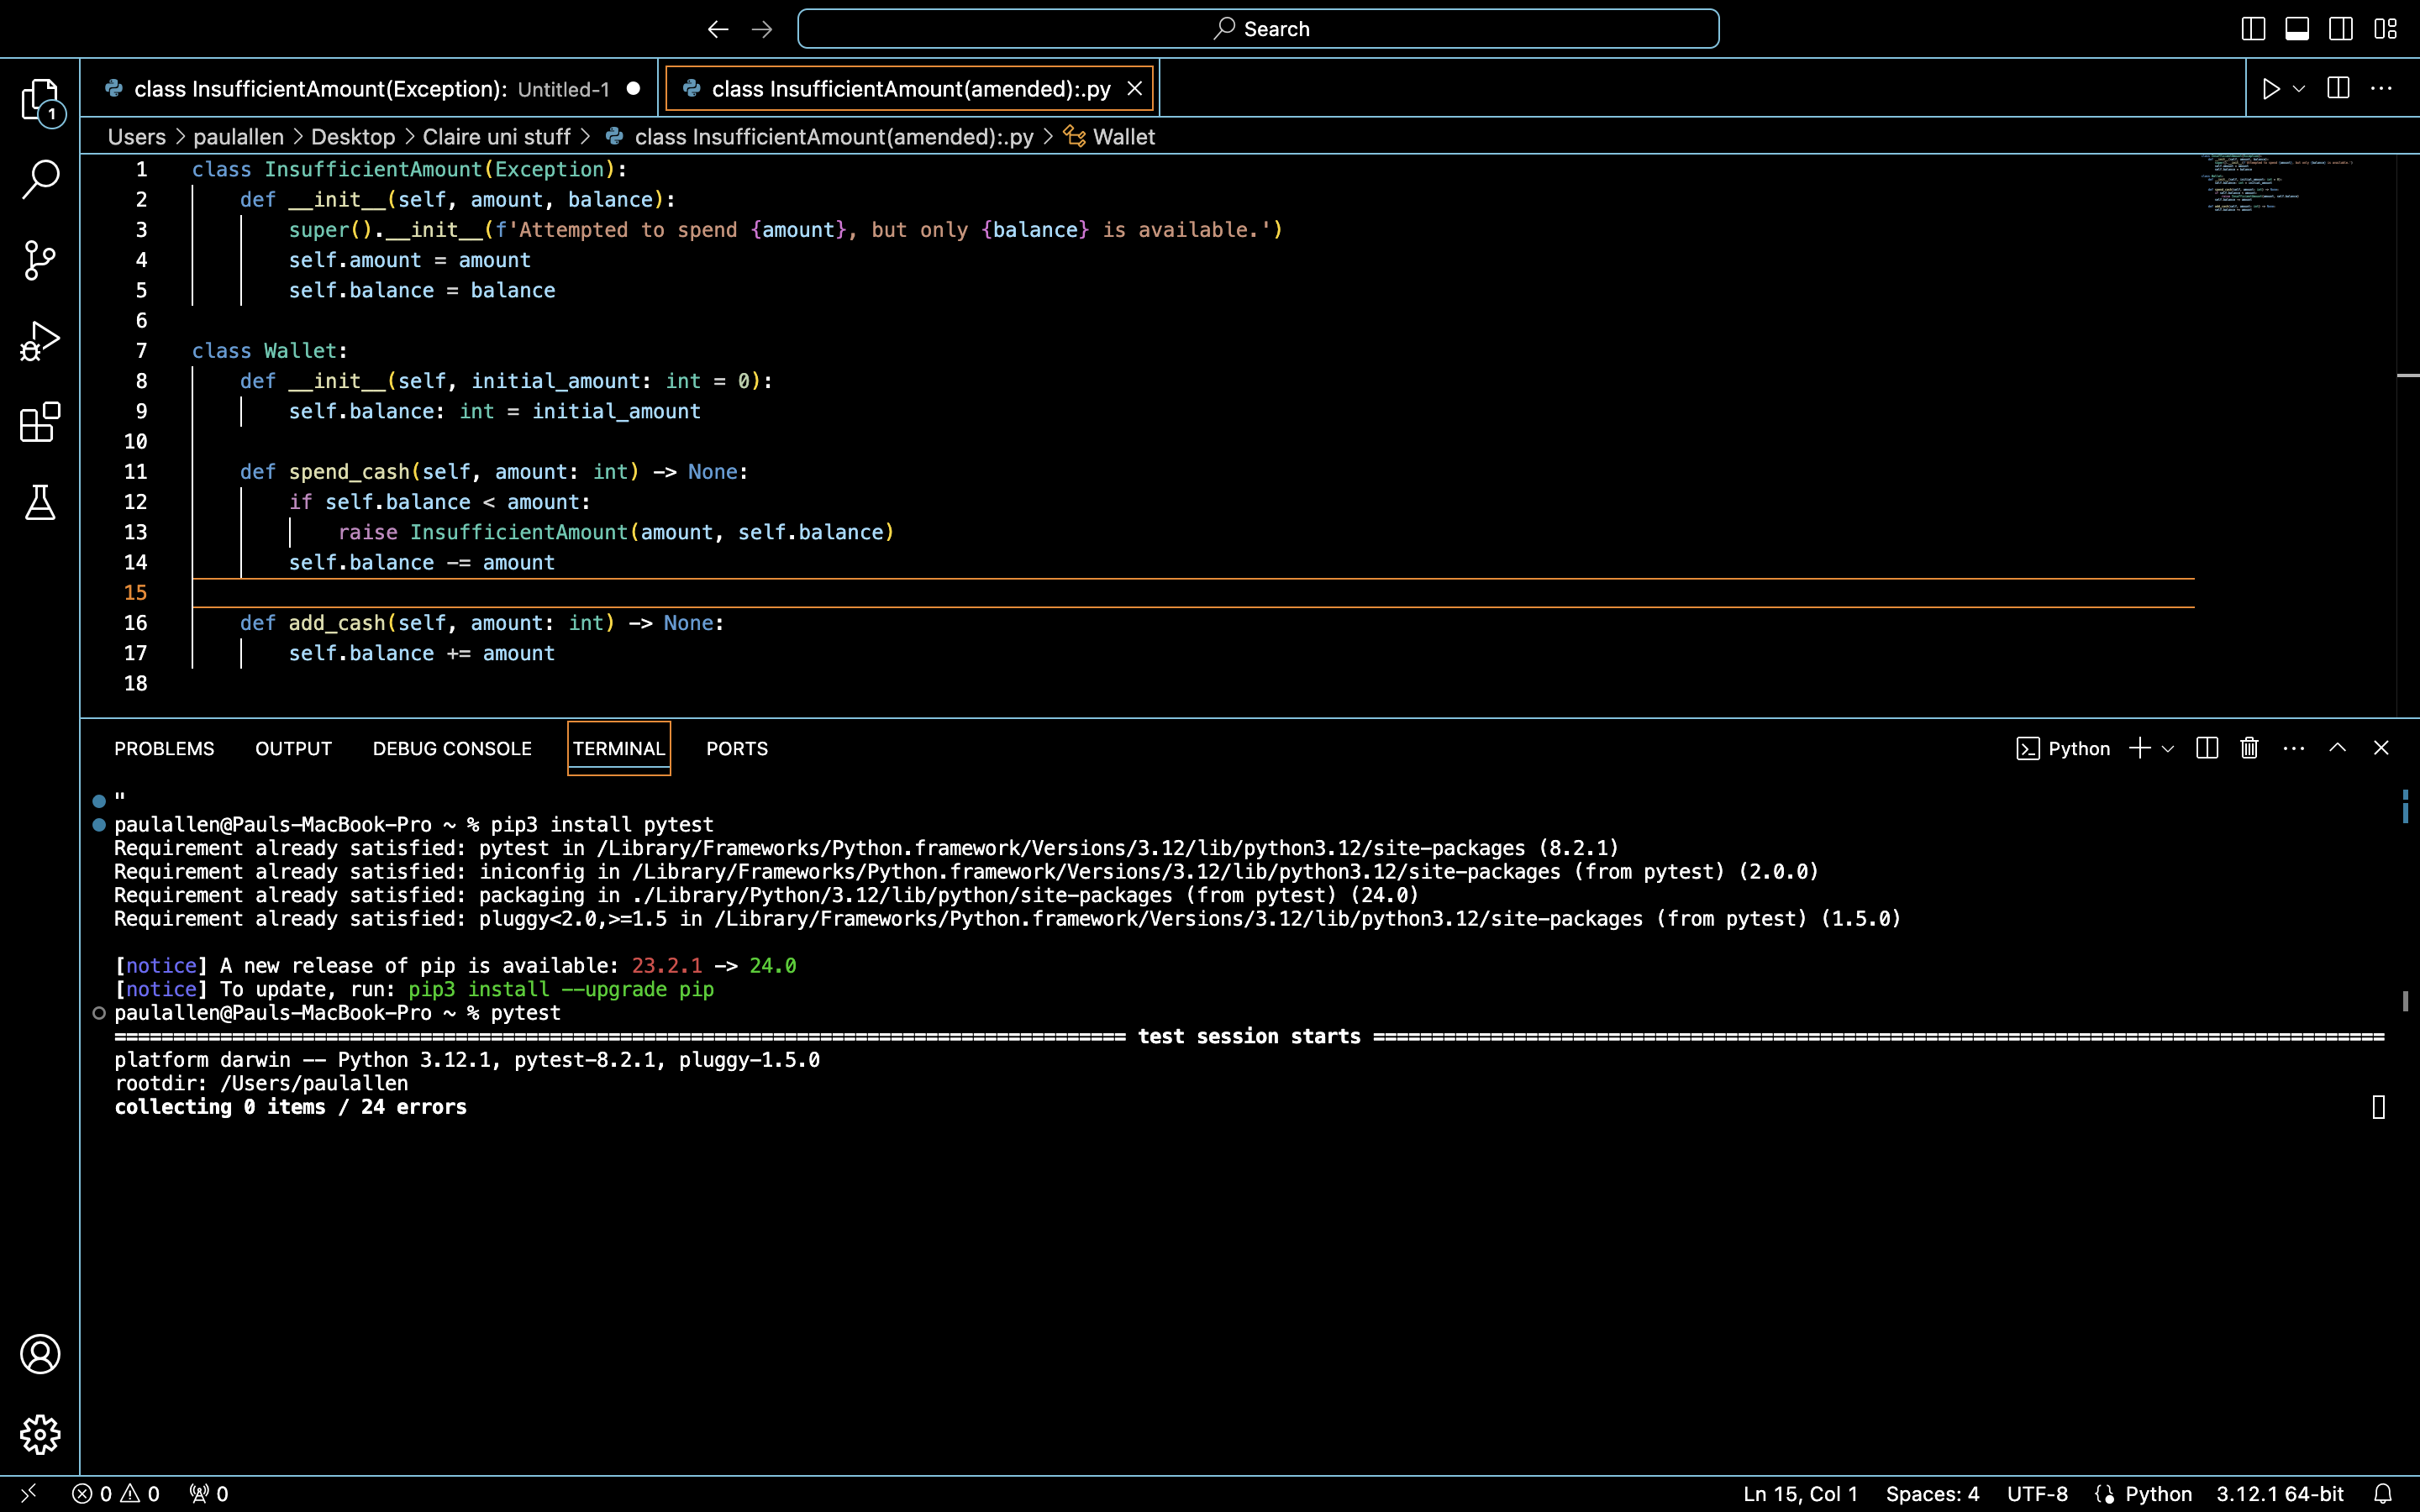 Search
class InsufficientAmount(Exception): Untitled-1
class InsufficientAmount(amended):.py
1
Users > paulallen > Desktop > Claire uni stuff > class InsufficientAmount(amended):.py > Wallet
1 class InsufficientAmount(Exception):
2 def __init__(self, amount, balance):
3 super().__init__(f'Attempted to spend {amount}, but only {balance} is available.')
4 self.amount = amount
5 self.balance = balance
6
7 class Wallet:
8 def __init__(self, initial_amount: int = 0):
9 self.balance: int = initial_amount
10
11 def spend_cash(self, amount: int) -> None:
12 if self.balance < amount:
13 raise InsufficientAmount(amount, self.balance)
14 self.balance -= amount
15
16 def add_cash(self, amount: int) -> None:
17 self.balance += amount
18
PROBLEMS OUTPUT DEBUG CONSOLE TERMINAL PORTS Python
"
paulallen@Pauls-MacBook-Pro ~ % pip3 install pytest
Requirement already satisfied: pytest in /Library/Frameworks/Python.framework/Versions/3.12/lib/python3.12/site-packages (8.2.1)
Requirement already satisfied: iniconfig in /Library/Frameworks/Python.framework/Versions/3.12/lib/python3.12/site-packages (from pytest) (2.0.0)
Requirement already satisfied: packaging in ./Library/Python/3.12/lib/python/site-packages (from pytest) (24.0)
Requirement already satisfied: pluggy<2.0,>=1.5 in /Library/Frameworks/Python.framework/Versions/3.12/lib/python3.12/site-packages (from pytest) (1.5.0)
[notice] A new release of pip is available: 23.2.1 -> 24.0
[notice] To update, run: pip3 install --upgrade pip
paulallen@Pauls-MacBook-Pro ~ % pytest
test session starts
platform darwin -- Python 3.12.1, pytest-8.2.1, pluggy-1.5.0
rootdir: /Users/paulallen
collecting 0 items / 24 errors
0 0 0 Ln 15, Col 1 Spaces: 4 UTF-8 Python 3.12.1 64-bit